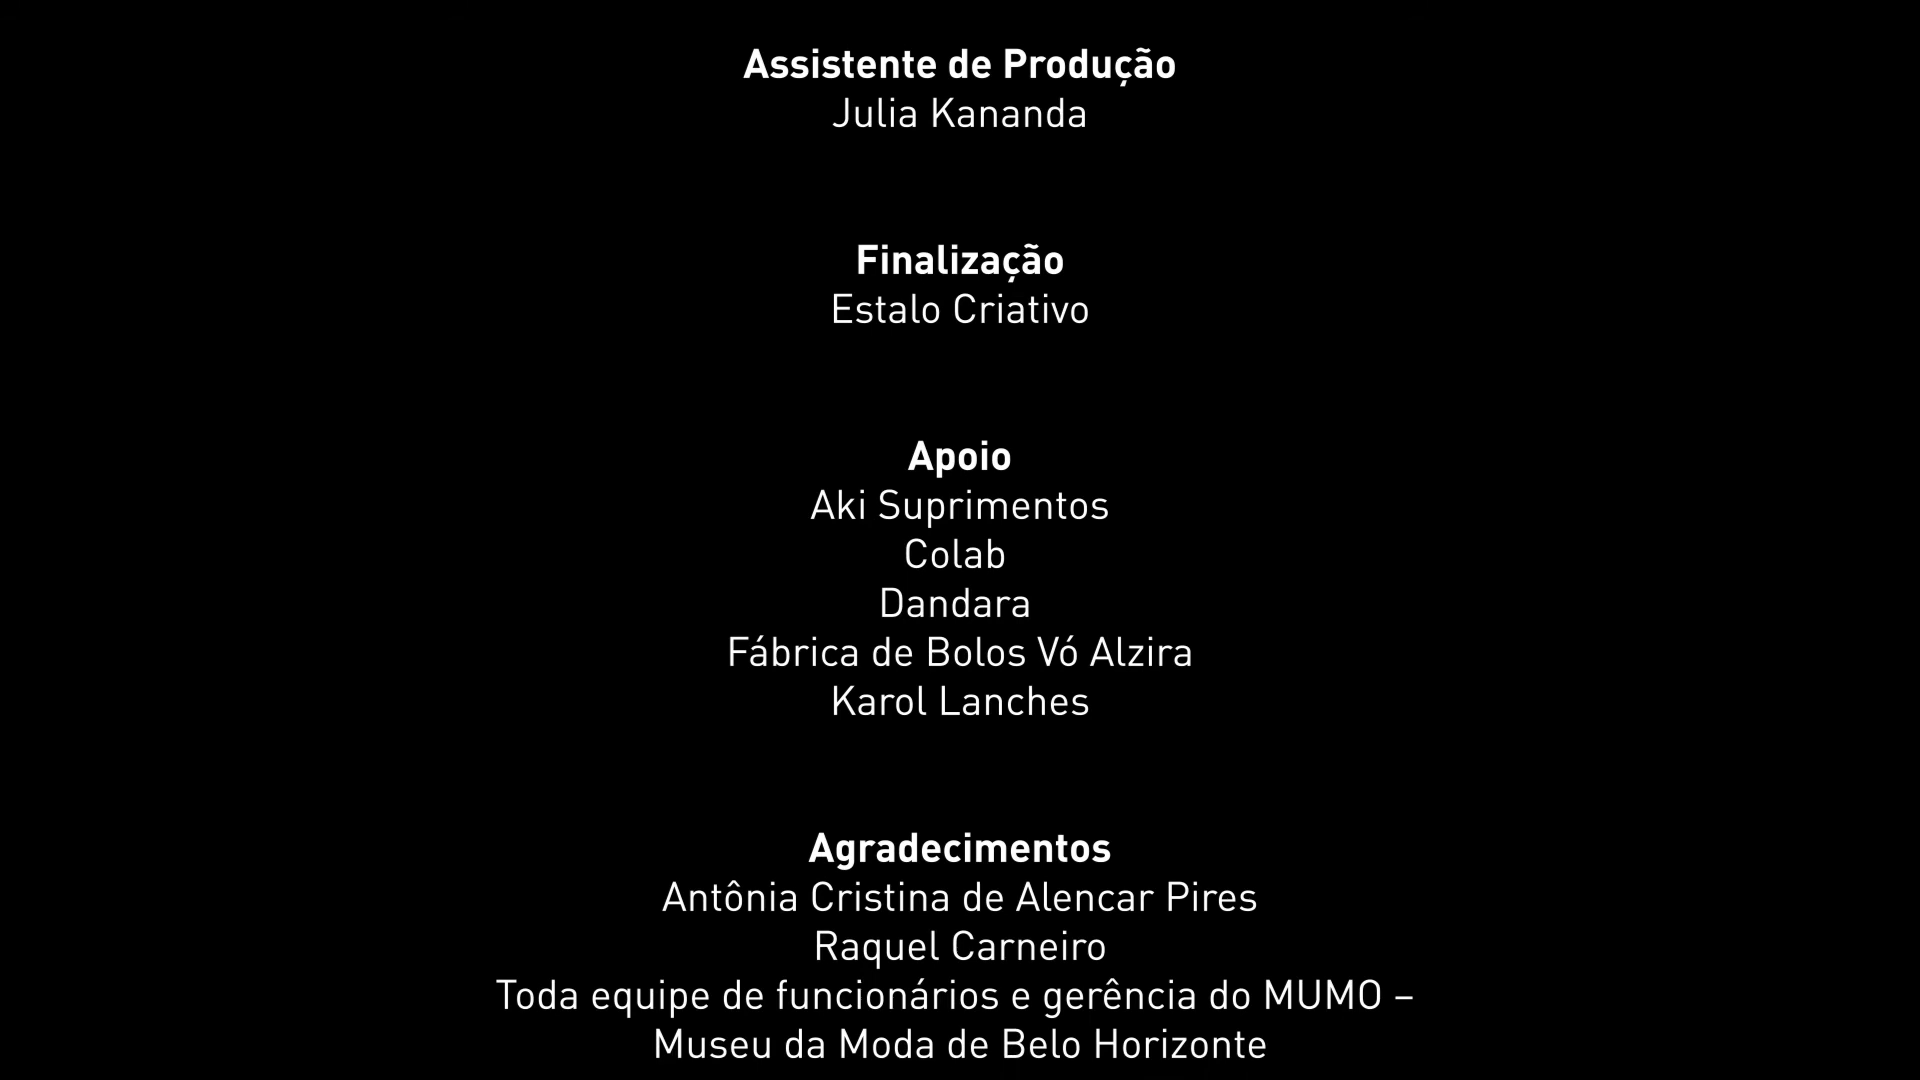 Assistente de Produção
Julia Kananda
Finalização
Estalo Criativo
Apoio
Aki Suprimentos
Colab
Dandara
Fábrica de Bolos Vó Alzira
Karol Lanches
Agradecimentos
Antônia Cristina de Alencar Pires
Raquel Carneiro
Toda equipe de funcionários e gerência do MUMO –
Museu da Moda de Belo Horizonte